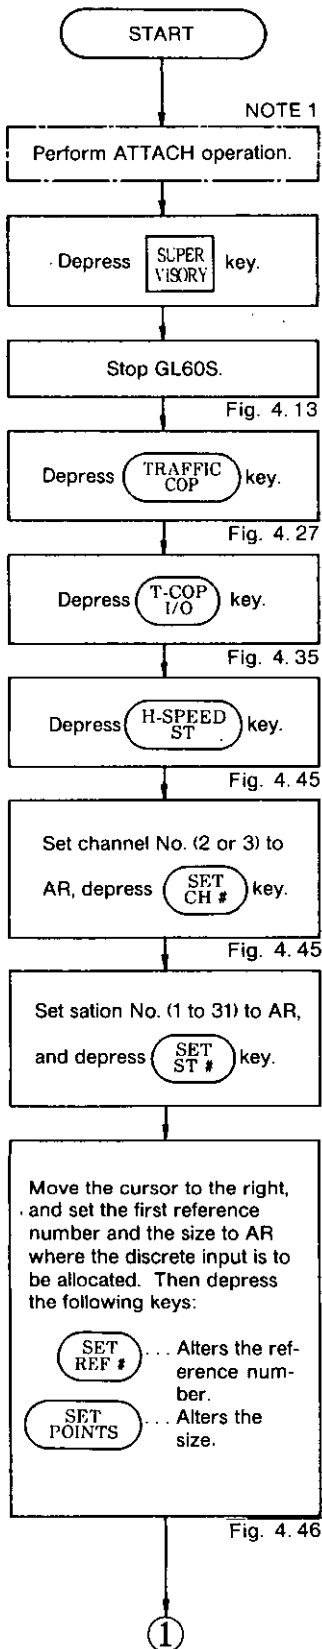 START
NOTE 1
Perform ATTACH operation.
Depress SUPER VISORY key.
Stop GL60S.
Fig. 4.13
Depress TRAFFIC COP key.
Fig. 4.27
Depress T-COP I/O key.
Fig. 4.35
Depress H-SPEED ST key.
Fig. 4.45
Set channel No. (2 or 3) to
AR, depress SET CH # key.
Fig. 4.45
Set sation No. (1 to 31) to AR,
and depress SET ST # key.
Move the cursor to the right,
and set the first reference
number and the size to AR
where the discrete input is to
be allocated. Then depress
the following keys:
SET REF # ... Alters the ref-
erence num-
ber.
SET POINTS ... Alters the
size.
Fig. 4.46
1